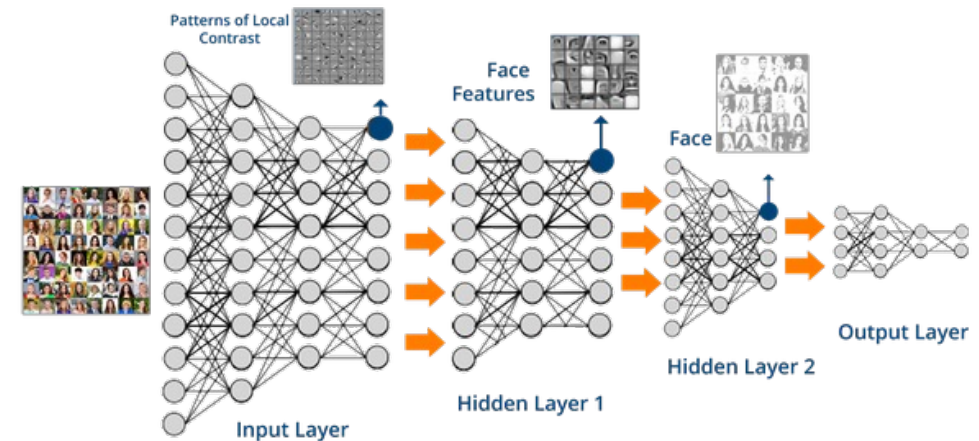 Patterns of Local
Contrast
Face
Features
Face
Input Layer
Hidden Layer 1
Hidden Layer 2
Output Layer